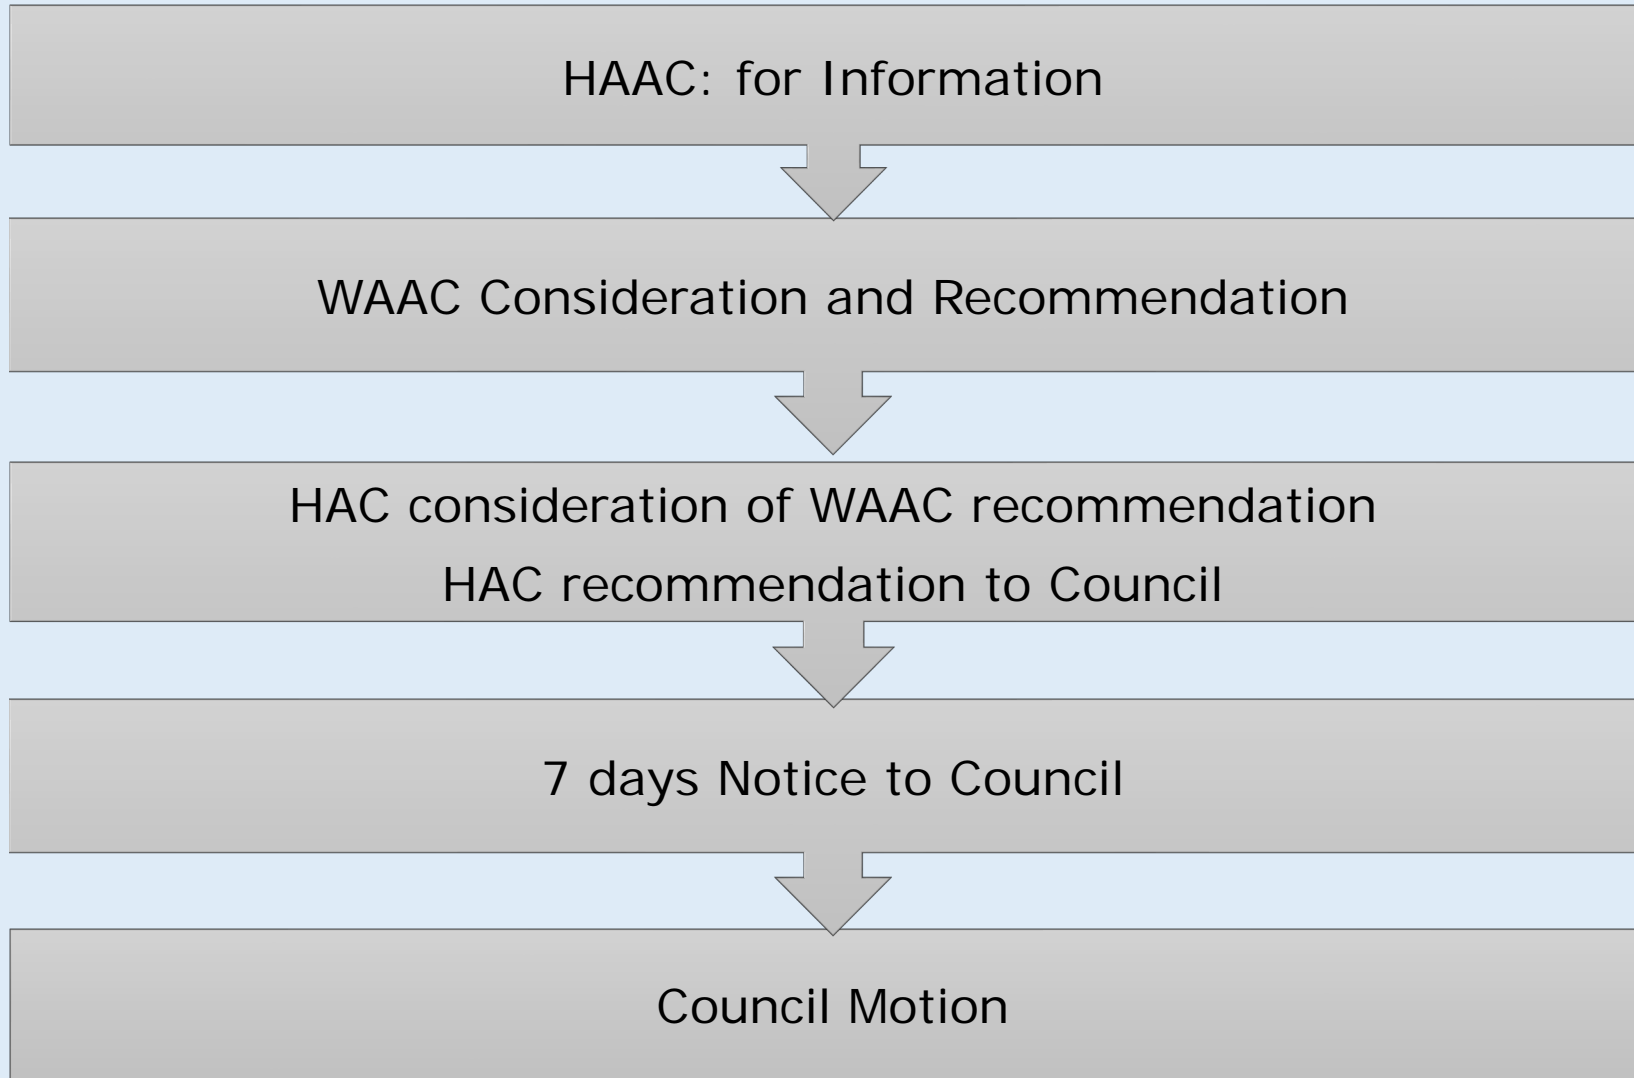 HAAC: for Information
WAAC Consideration and Recommendation
HAC consideration of WAAC recommendation
HAC recommendation to Council
7 days Notice to Council
Council Motion